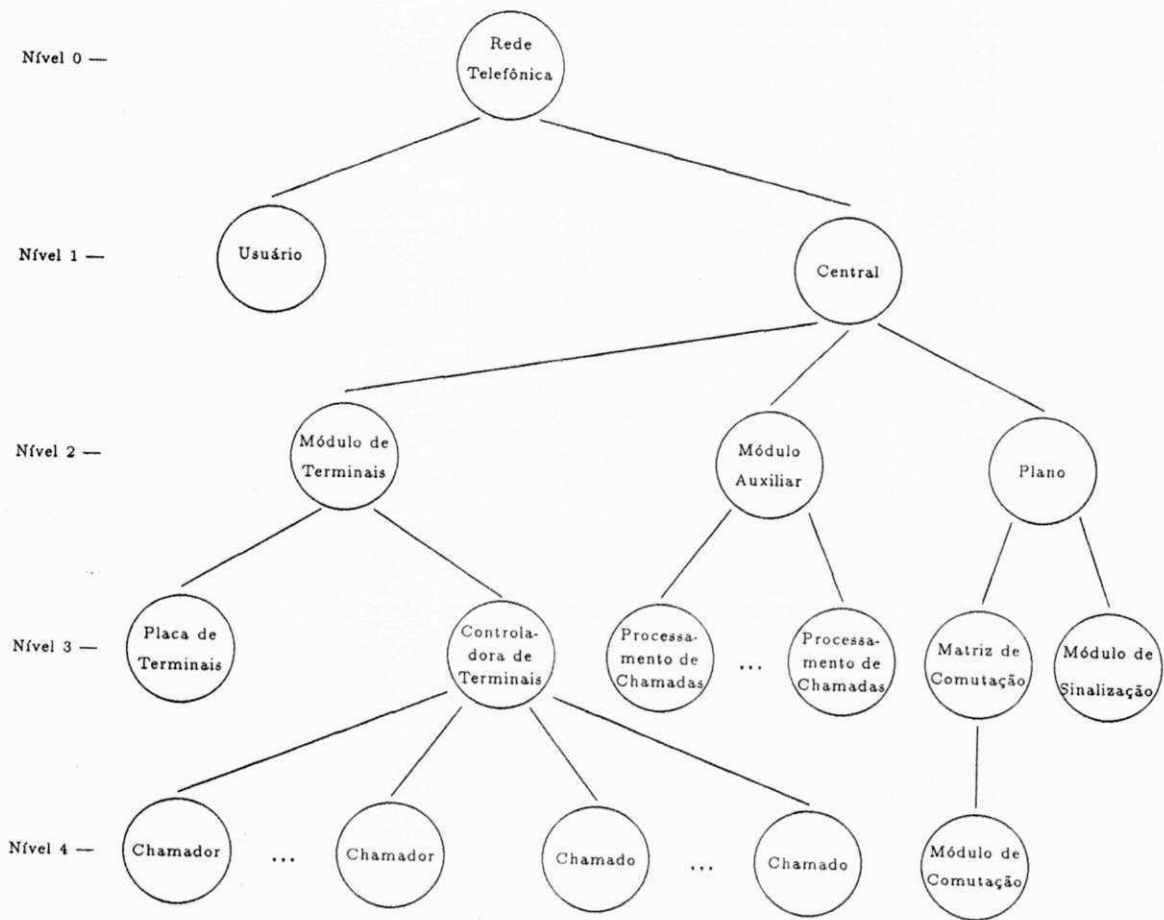 Nível 0 —
Rede
Telefônica
Nível 1 —
Usuário
Central
Nível 2 —
Módulo de
Terminais
Módulo
Auxiliar
Plano
Nível 3 —
Placa de
Terminais
Controla-
dora de
Terminais
Processa-
mento de
Chamadas
...
Processa-
mento de
Chamadas
Matriz de
Comutação
Módulo de
Sinalização
Nível 4 —
Chamador
...
Chamador
Chamado
...
Chamado
Módulo de
Comutação